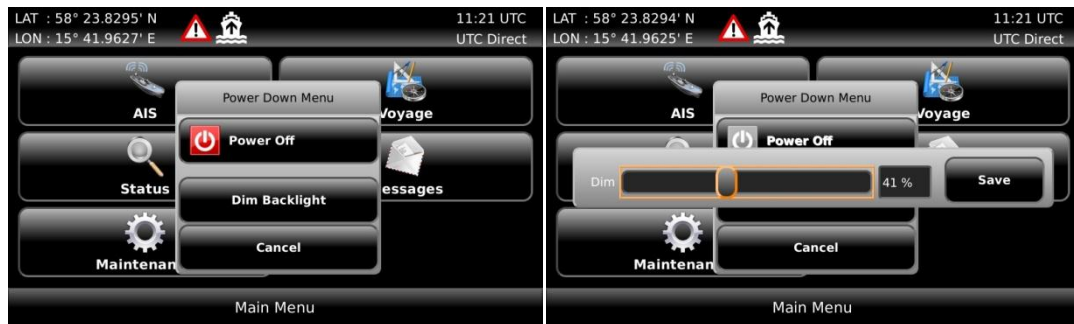 LAT : 58° 23.8295' N
LON : 15° 41.9627' E
11:21 UTC
UTC Direct
Power Down Menu
AIS
Voyage
Power Off
Status
Dim Backlight
essages
Cancel
Maintenan
Main Menu
LAT : 58° 23.8294' N
LON : 15° 41.9625' E
11:21 UTC
UTC Direct
Power Down Menu
AIS
Voyage
Power Off
Dim
41 %
Save
Cancel
Maintenan
Main Menu